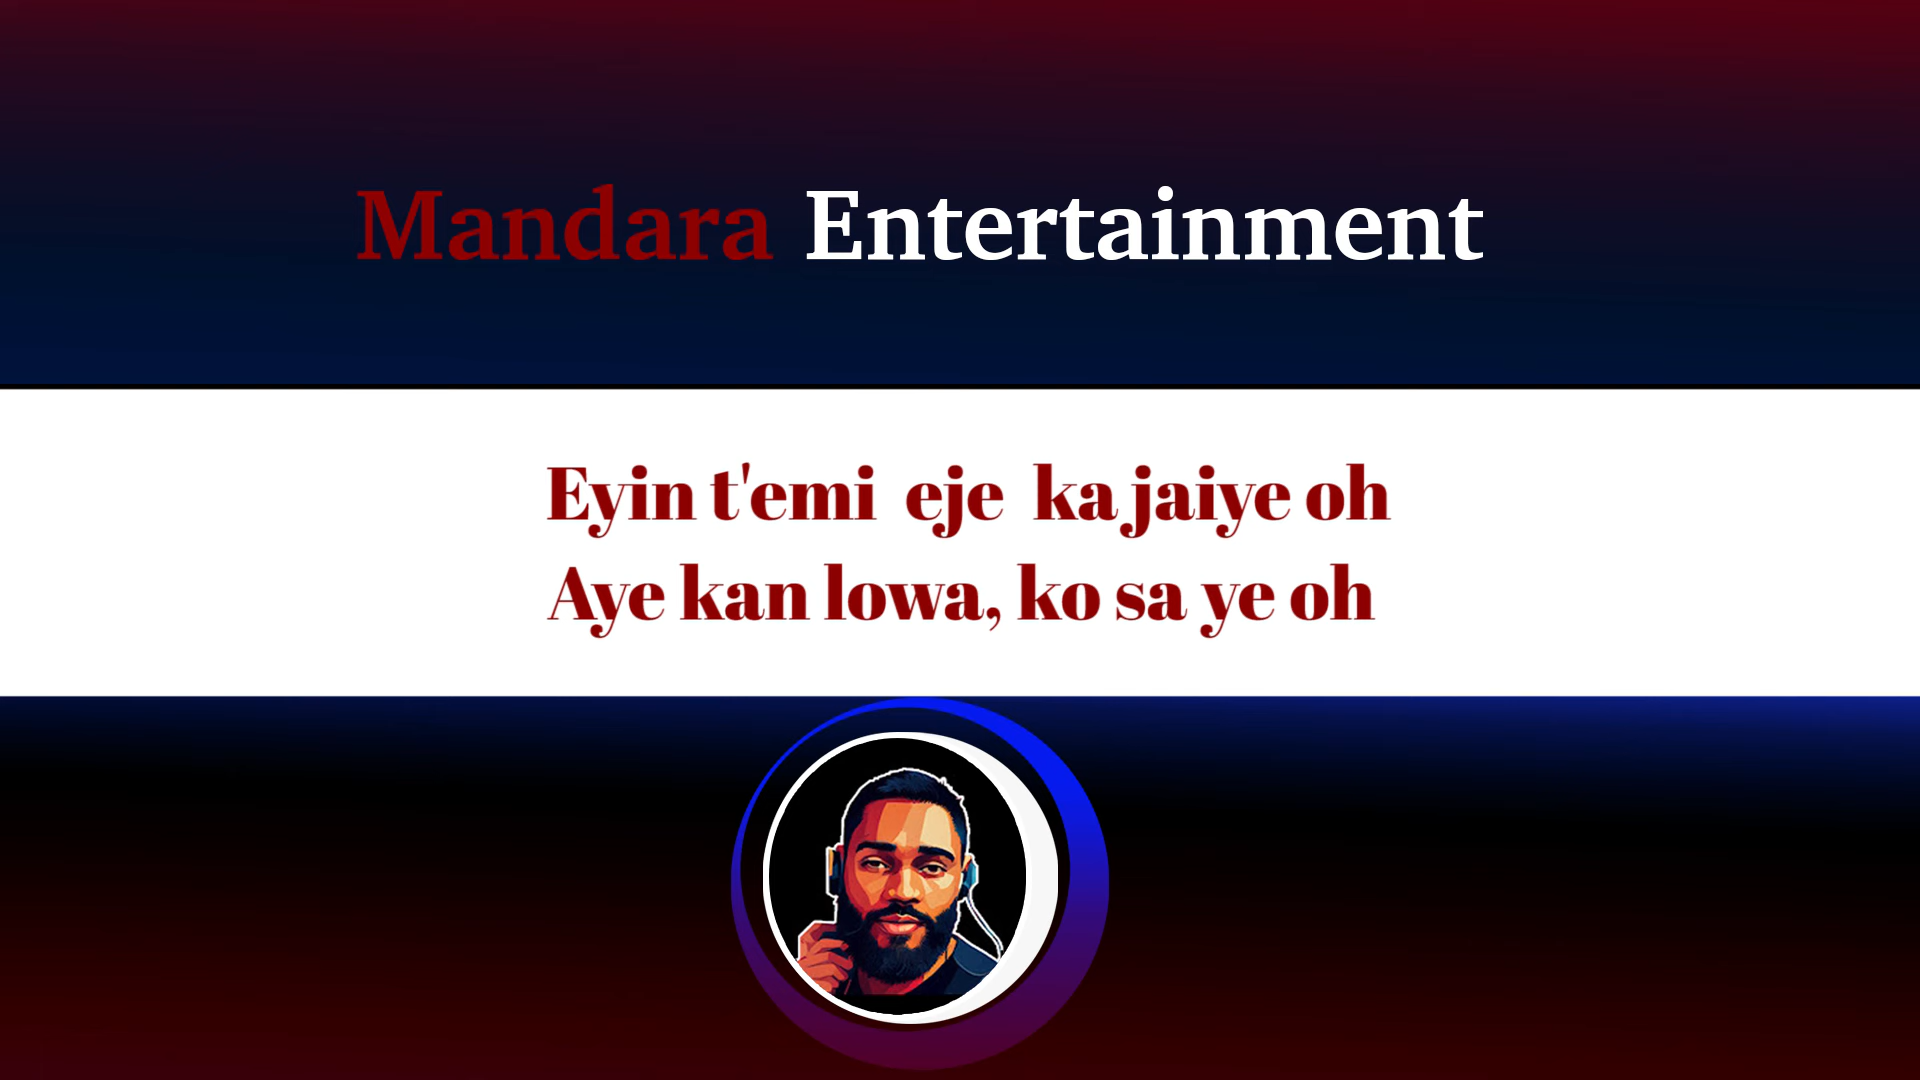 Mandara Entertainment
Eyin t'emi eje ka jaiye oh
Aye kan lowa, ko sa ye oh